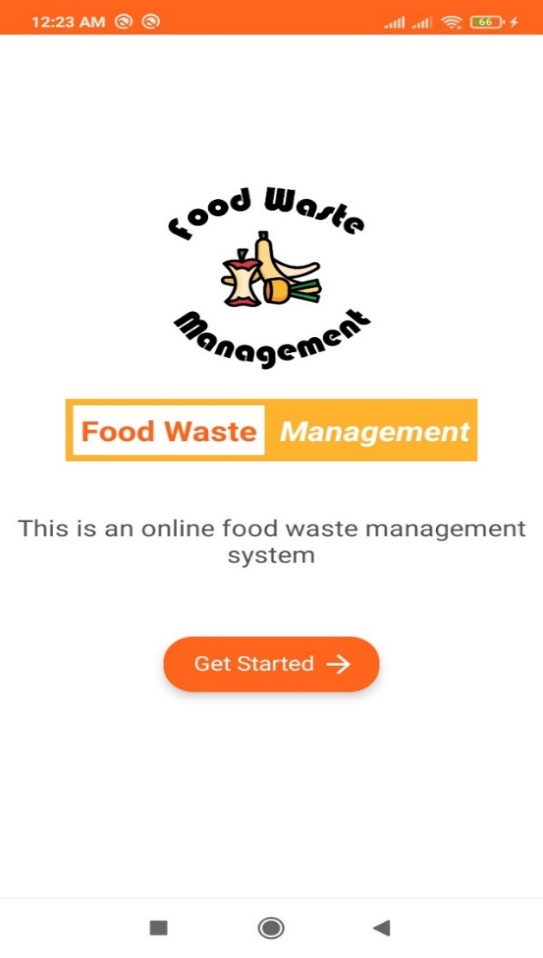 12:23 AM
66
Food Waste
Management
Food Waste Management
This is an online food waste management
system
Get Started